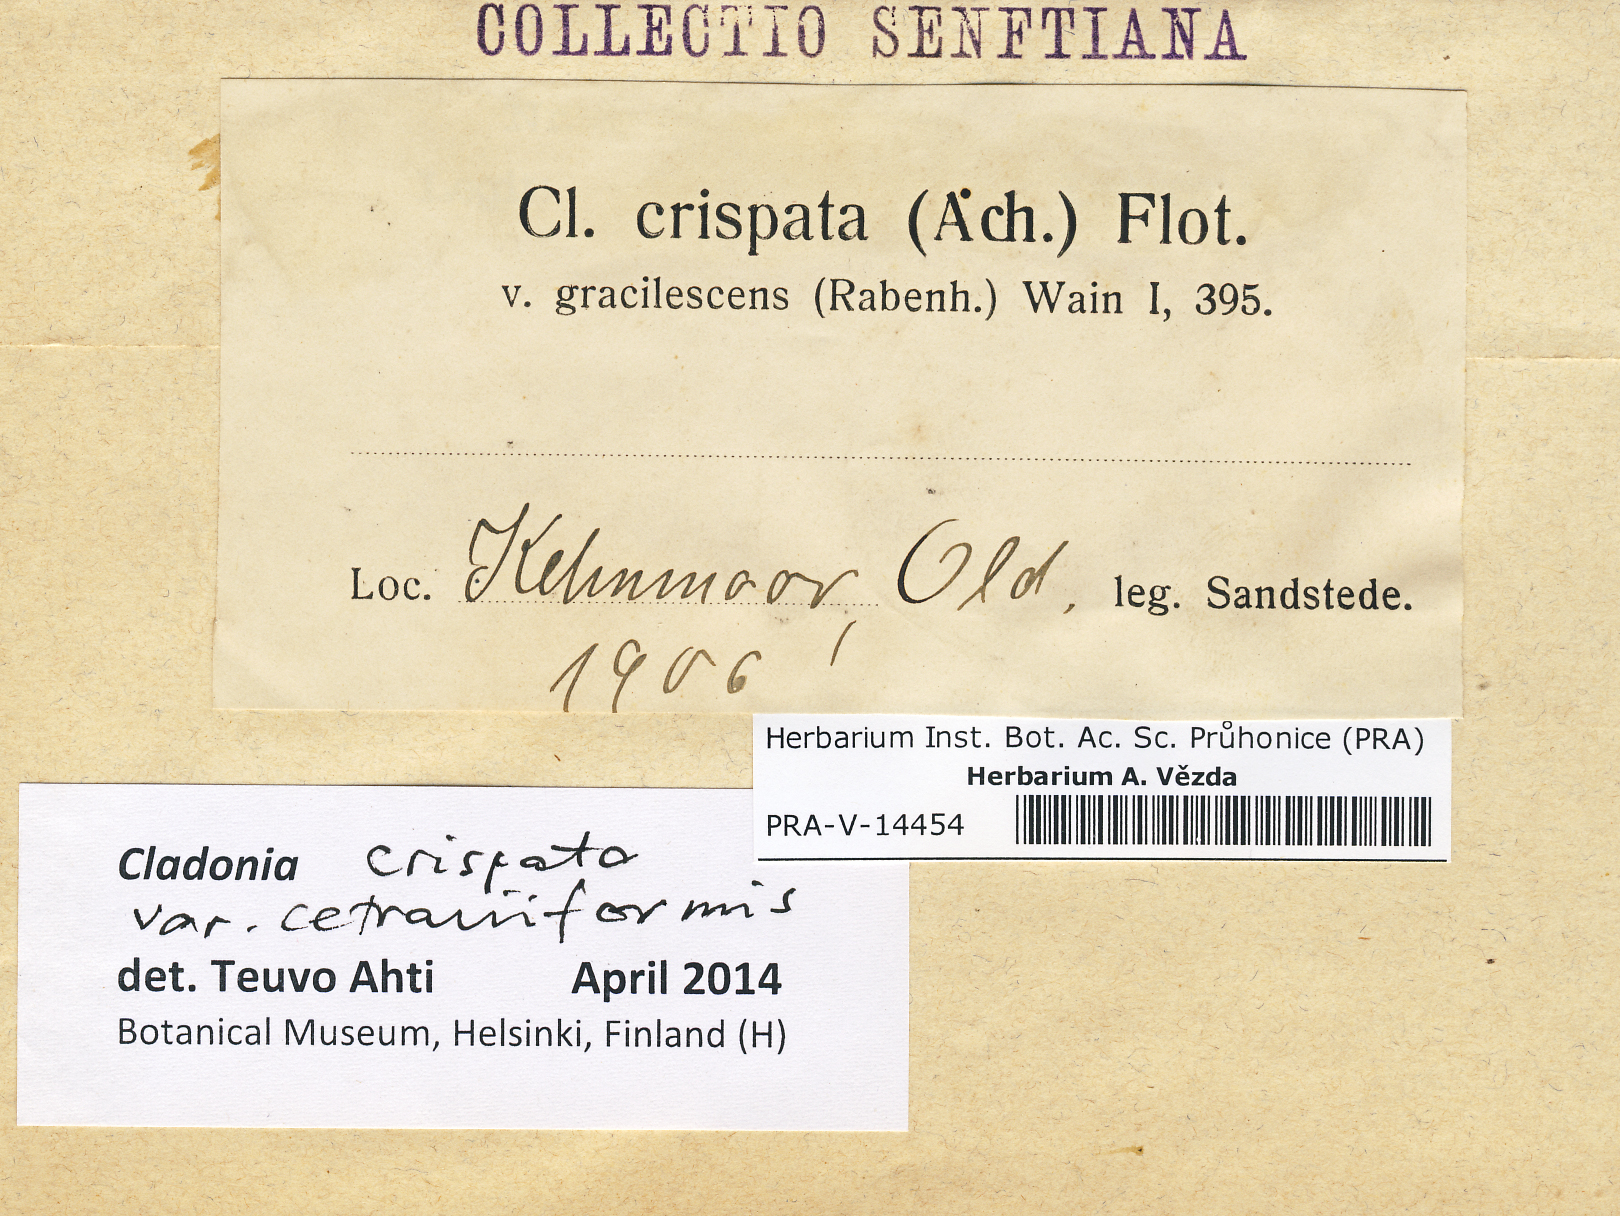 COLLECTIO SENFTIANA
Cl. crispata (Ach.) Flot.
v. gracilescens (Rabenh.) Wain I, 395.
Loc. Kehnmoor, Old. leg. Sandstede.
1906
Herbarium Inst. Bot. Ac. Sc. Průhonice (PRA)
Herbarium A. Vězda
PRA-V-14454
Cladonia crispata
var. cetrariiformis
det. Teuvo Ahti April 2014
Botanical Museum, Helsinki, Finland (H)